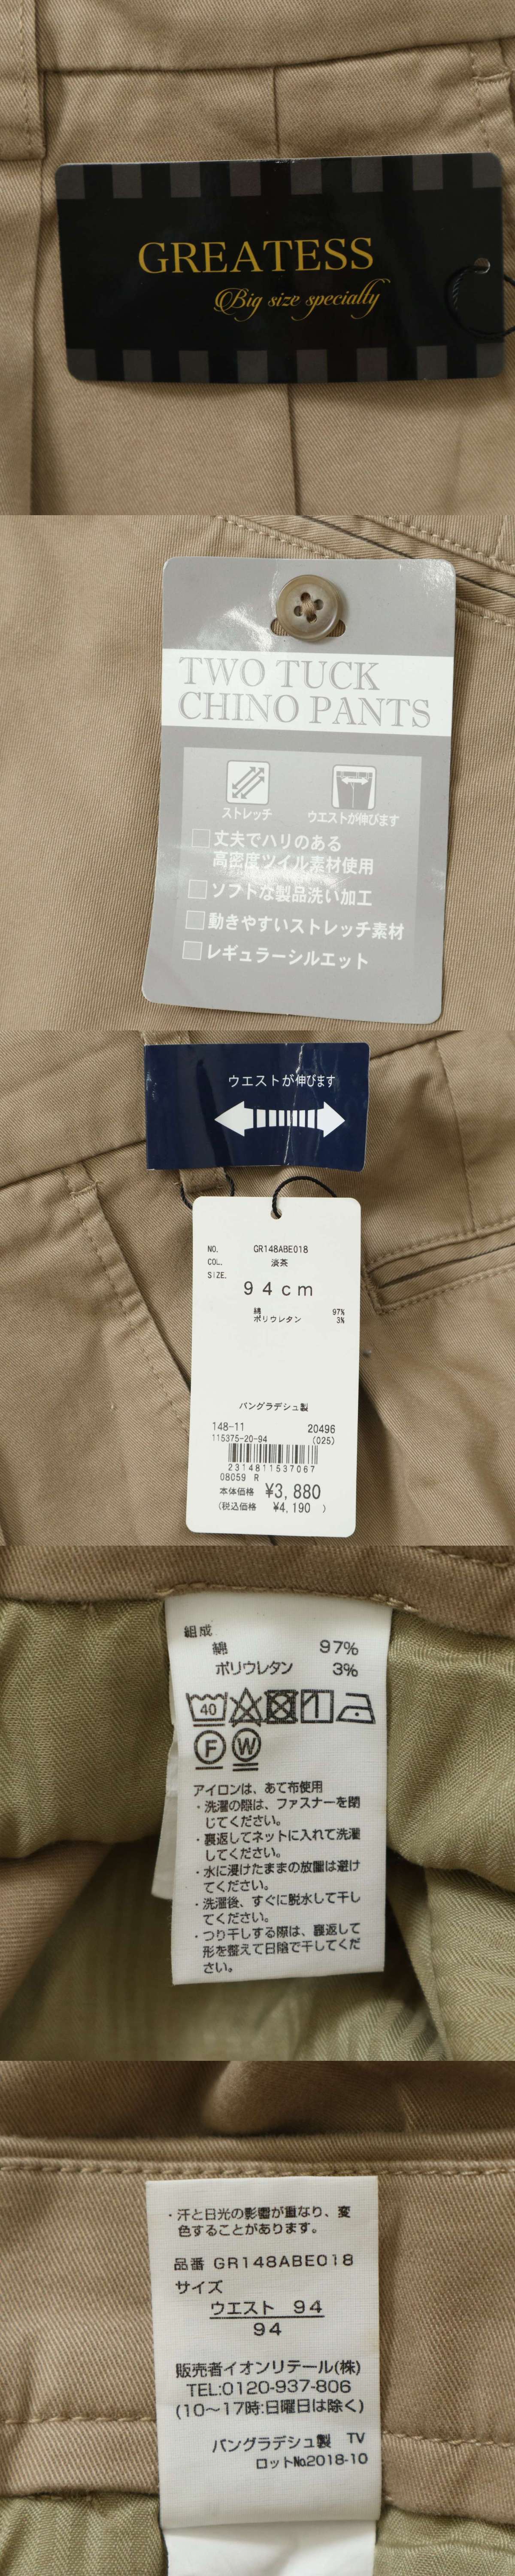 GREATESS
Big size specially
TWO TUCK
CHINO PANTS
ストレッチ
ウエストが伸びます
丈夫でハリのある
高密度ツイル素材使用
ソフトな製品洗い加工
動きやすいストレッチ素材
レギュラーシルエット
ウエストが伸びます
NO. GR148ABE018
COL. 淡茶
SIZE.
94cm
綿 97%
ポリウレタン 3%
バングラデシュ製
148-11 20496
115375-20-94 (025)
2314811537067
08059 R
本体価格 ¥3,880
(税込価格 ¥4,190 )
組成
綿 97%
ポリウレタン 3%
40
F W
アイロンは、あて布使用
・洗濯の際は、ファスナーを閉
じてください。
・裏返してネットに入れて洗濯
してください。
・水に浸けたままの放置は避け
てください。
・洗濯後、すぐに脱水して干し
てください。
・つり干しする際は、裏返して
形を整えて日陰で干してくだ
さい。
・汗と日光の影響が重なり、変
色することがあります。
品番 GR148ABE018
サイズ
ウエスト 94
94
販売者イオンリテール(株)
TEL:0120-937-806
(10〜17時:日曜日は除く)
バングラデシュ製 TV
ロット№2018-10